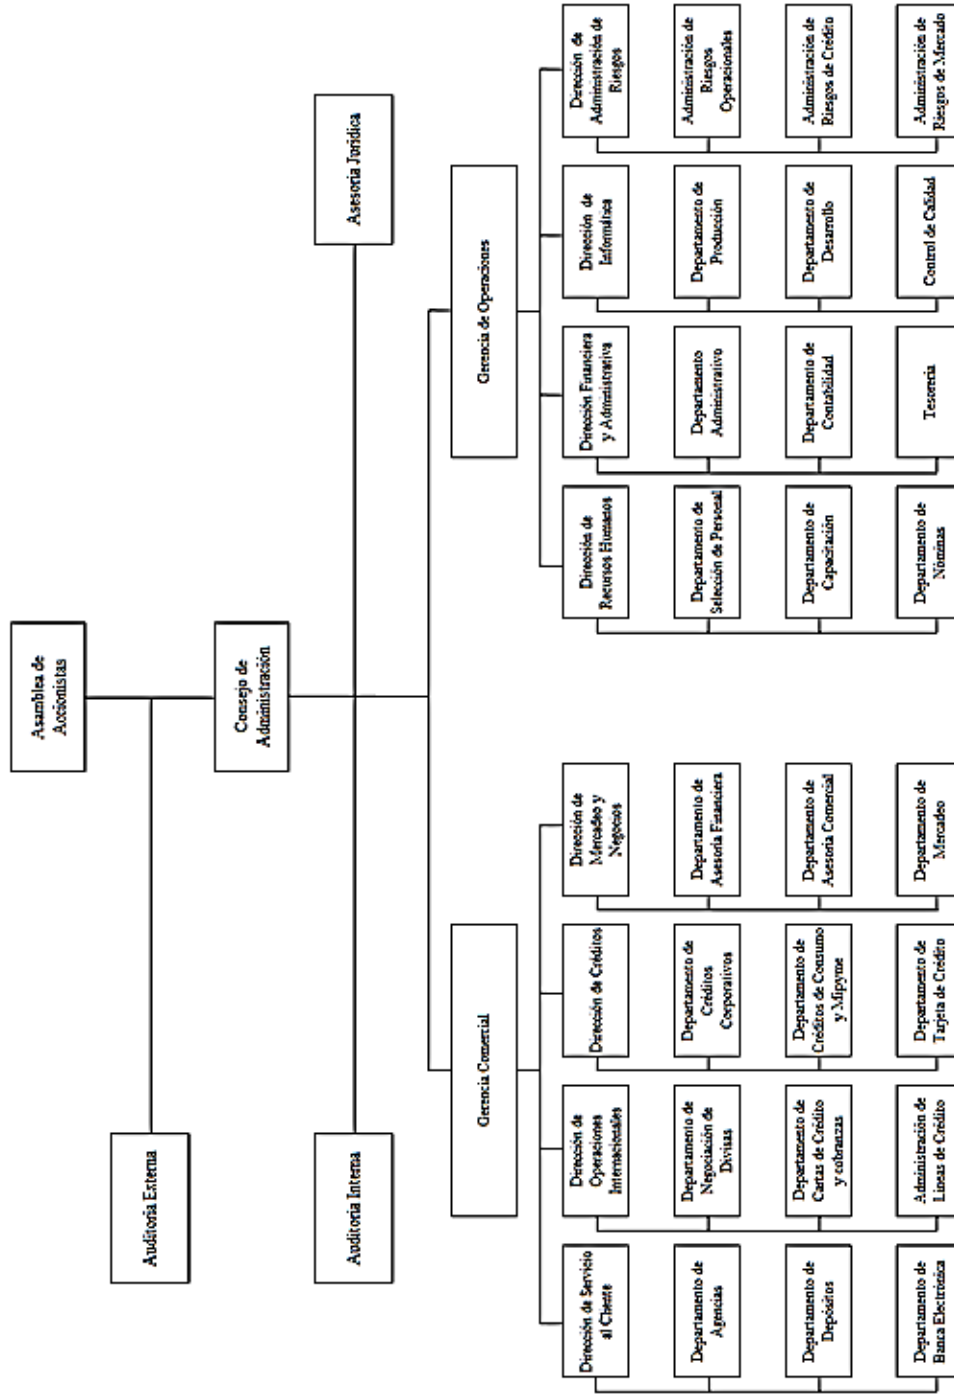 Asamblea de
Accionistas
Auditoría Externa
Consejo de
Administración
Auditoría Interna
Asesoría Jurídica
Gerencia Comercial
Gerencia de Operaciones
Dirección de Servicio
al Cliente
Departamento de
Agencias
Departamento de
Depósitos
Departamento de
Banca Electrónica
Dirección de
Operaciones
Internacionales
Departamento de
Negociación de
Divisas
Departamento de
Cartas de Crédito
y cobranzas
Administración de
Líneas de Crédito
Dirección de Créditos
Departamento de
Créditos
Corporativos
Departamento de
Créditos de Consumo
y Mipyme
Departamento de
Tarjeta de Crédito
Dirección de
Mercadeo y
Negocios
Departamento de
Asesoría Financiera
Departamento de
Asesoría Comercial
Departamento de
Mercadeo
Dirección de
Recursos Humanos
Departamento de
Selección de Personal
Departamento de
Capacitación
Departamento de
Nóminas
Dirección Financiera
y Administrativa
Departamento
Administrativo
Departamento de
Contabilidad
Tesorería
Dirección de
Informática
Departamento de
Producción
Departamento de
Desarrollo
Control de Calidad
Dirección de
Administración de
Riesgos
Administración de
Riesgos
Operacionales
Administración de
Riesgos de Crédito
Administración de
Riesgos de Mercado